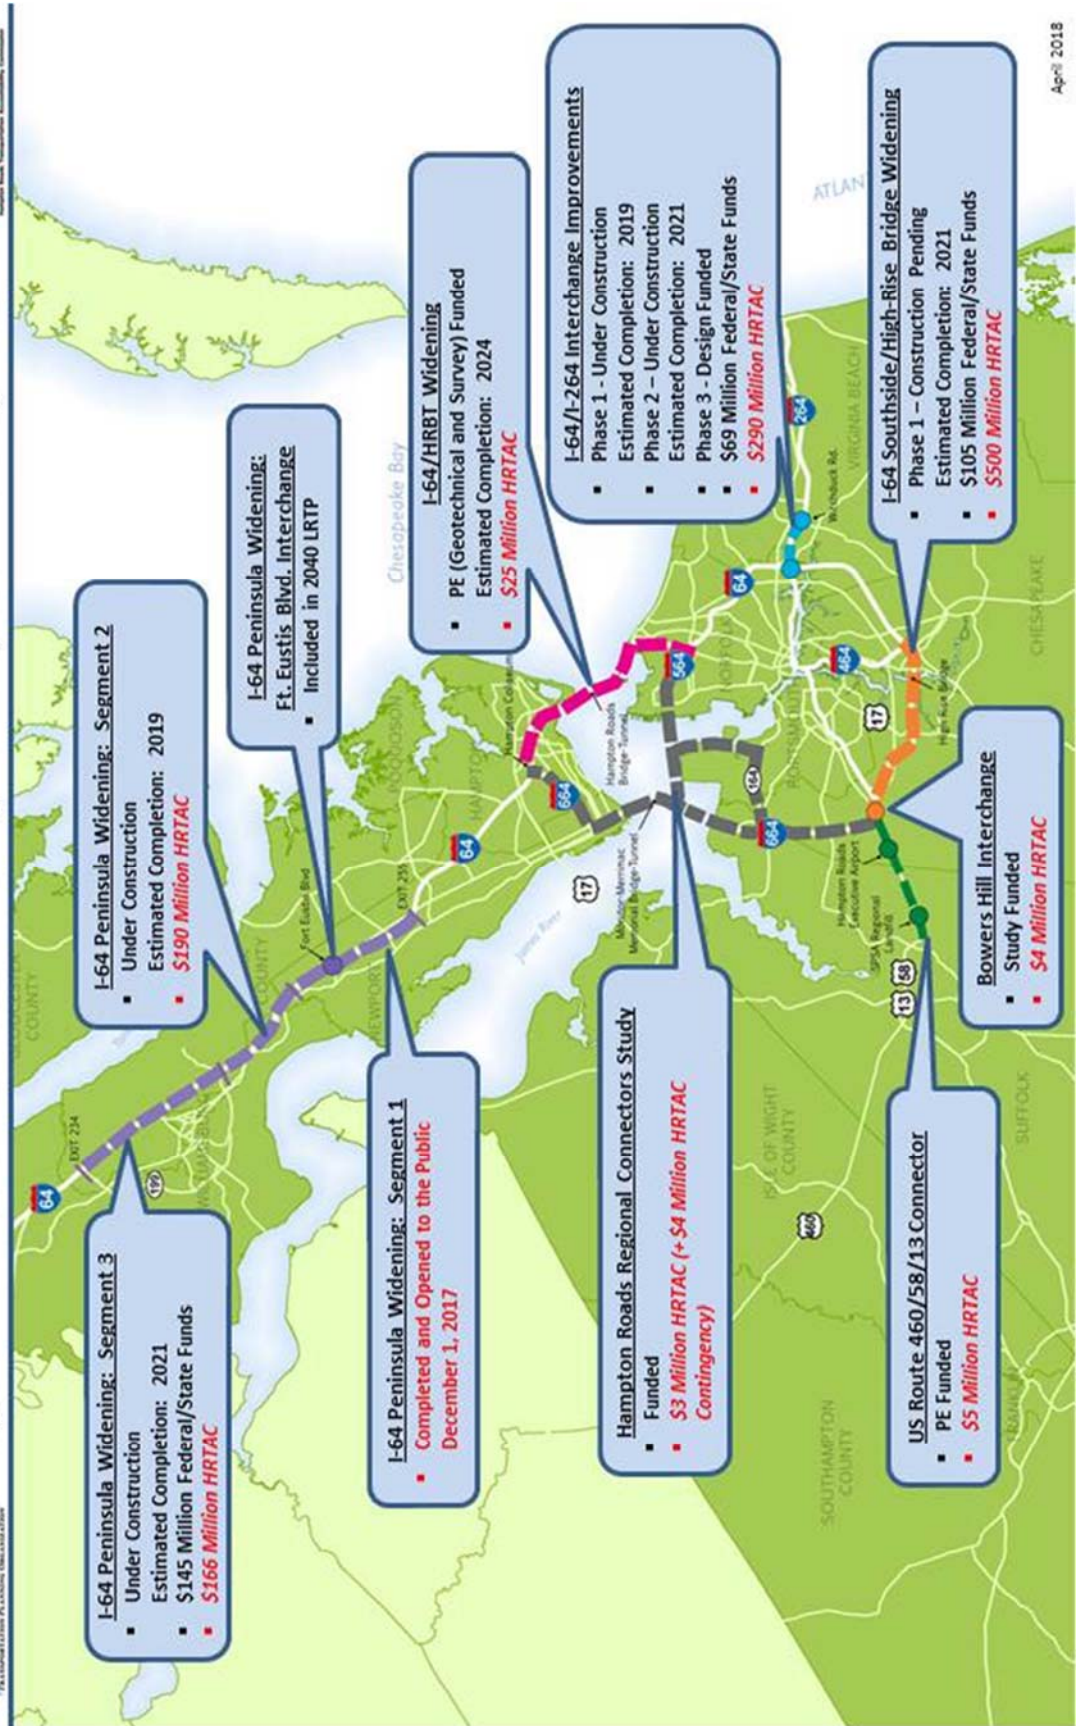 I-64 Peninsula Widening: Segment 3
▪ Under Construction
Estimated Completion: 2021
▪ $145 Million Federal/State Funds
▪ $166 Million HRTAC
I-64 Peninsula Widening: Segment 2
▪ Under Construction
Estimated Completion: 2019
▪ $190 Million HRTAC
I-64 Peninsula Widening:
Ft. Eustis Blvd. Interchange
▪ Included in 2040 LRTP
I-64 Peninsula Widening: Segment 1
▪ Completed and Opened to the Public
December 1, 2017
I-64/HRBT Widening
▪ PE (Geotechnical and Survey) Funded
Estimated Completion: 2024
▪ $25 Million HRTAC
I-64/I-264 Interchange Improvements
▪ Phase 1 - Under Construction
Estimated Completion: 2019
▪ Phase 2 – Under Construction
Estimated Completion: 2021
▪ Phase 3 - Design Funded
▪ $69 Million Federal/State Funds
▪ $290 Million HRTAC
Hampton Roads Regional Connectors Study
▪ Funded
▪ $3 Million HRTAC (+ $4 Million HRTAC
Contingency)
I-64 Southside/High-Rise Bridge Widening
▪ Phase 1 – Construction Pending
Estimated Completion: 2021
▪ $105 Million Federal/State Funds
▪ $500 Million HRTAC
US Route 460/58/13 Connector
▪ PE Funded
▪ $5 Million HRTAC
Bowers Hill Interchange
▪ Study Funded
▪ $4 Million HRTAC
64
EXIT 234
199
COUNTY
COUNTY
Fort Eustis Blvd
EXIT 255
64
POQUOSON
HAMPTON
Chesapeake Bay
James River
17
664
Hampton Roads
Bridge-Tunnel
Monitor-Merrimac
Memorial Bridge-Tunnel
564
64
164
664
264
Witchduck Rd.
VIRGINIA BEACH
464
17
High Rise Bridge
CHESAPEAKE
Hampton Roads
Executive Airport
SPSA Regional
Landfill
13
58
460
ISLE OF WIGHT
COUNTY
SUFFOLK
SOUTHAMPTON
COUNTY
FRANKLIN
April 2018